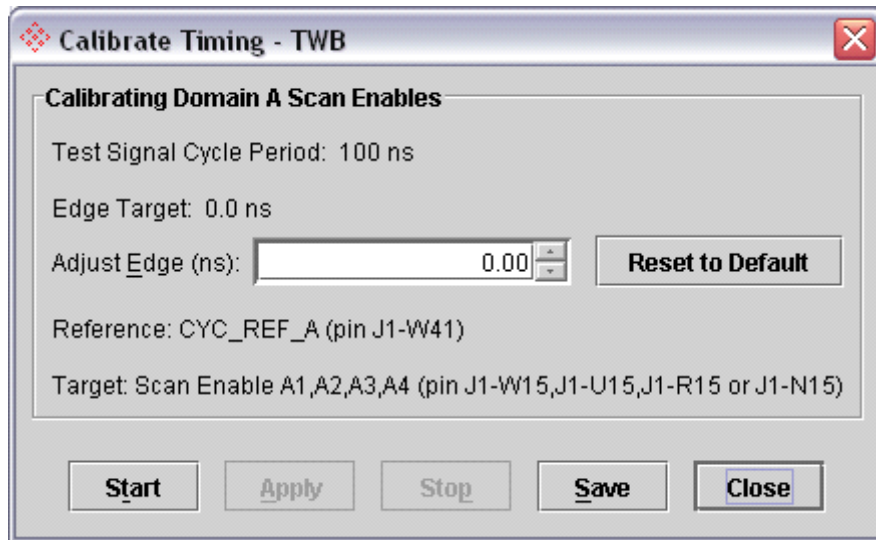 Calibrate Timing - TWB
Calibrating Domain A Scan Enables
Test Signal Cycle Period: 100 ns
Edge Target: 0.0 ns
Adjust Edge (ns): 0.00 Reset to Default
Reference: CYC_REF_A (pin J1-W41)
Target: Scan Enable A1,A2,A3,A4 (pin J1-W15,J1-U15,J1-R15 or J1-N15)
Start Apply Stop Save Close